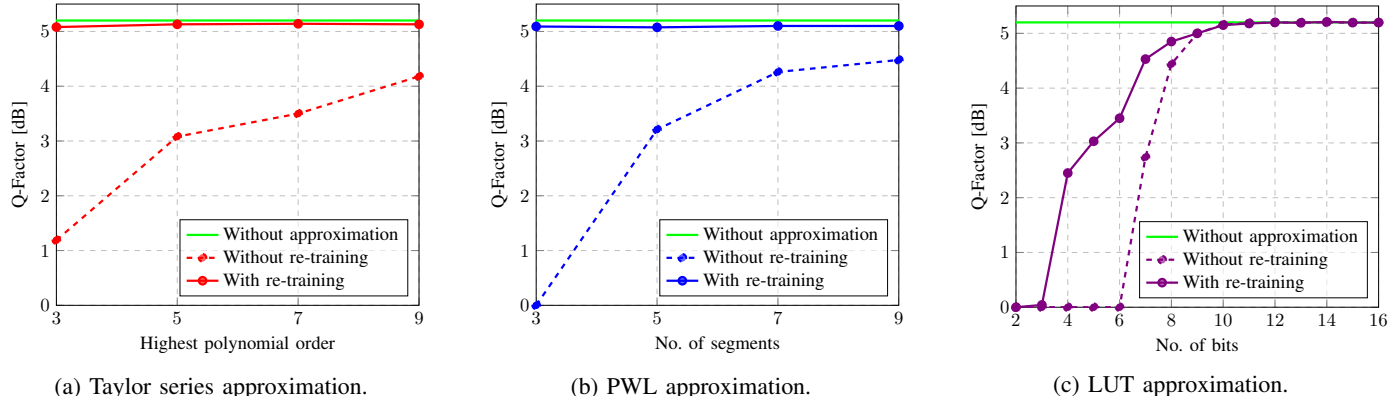 5
4
3
2
1
0
Q-Factor [dB]
Without approximation
Without re-training
With re-training
3
5
7
9
Highest polynomial order
(a) Taylor series approximation.
5
4
3
2
1
0
Q-Factor [dB]
Without approximation
Without re-training
With re-training
3
5
7
9
No. of segments
(b) PWL approximation.
5
4
3
2
1
0
Q-Factor [dB]
Without approximation
Without re-training
With re-training
2
4
6
8
10
12
14
16
No. of bits
(c) LUT approximation.